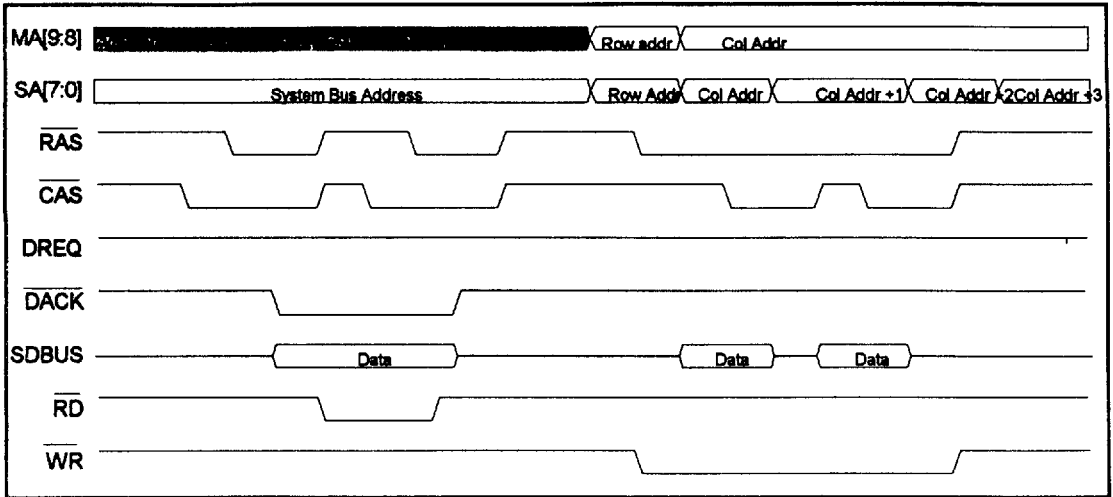 MA[9:8] Row addr Col Addr
SA[7:0] System Bus Address Row Addr Col Addr Col Addr +1 Col Addr +2 Col Addr +3
RAS
CAS
DREQ
DACK
SDBUS Data Data Data
RD
WR